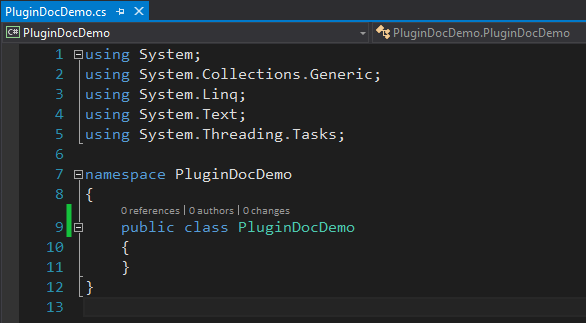 PluginDocDemo.cs
C# PluginDocDemo PluginDocDemo.PluginDocDemo
1 using System;
2 using System.Collections.Generic;
3 using System.Linq;
4 using System.Text;
5 using System.Threading.Tasks;
6
7 namespace PluginDocDemo
8 {
0 references | 0 authors | 0 changes
9 public class PluginDocDemo
10 {
11 }
12 }
13